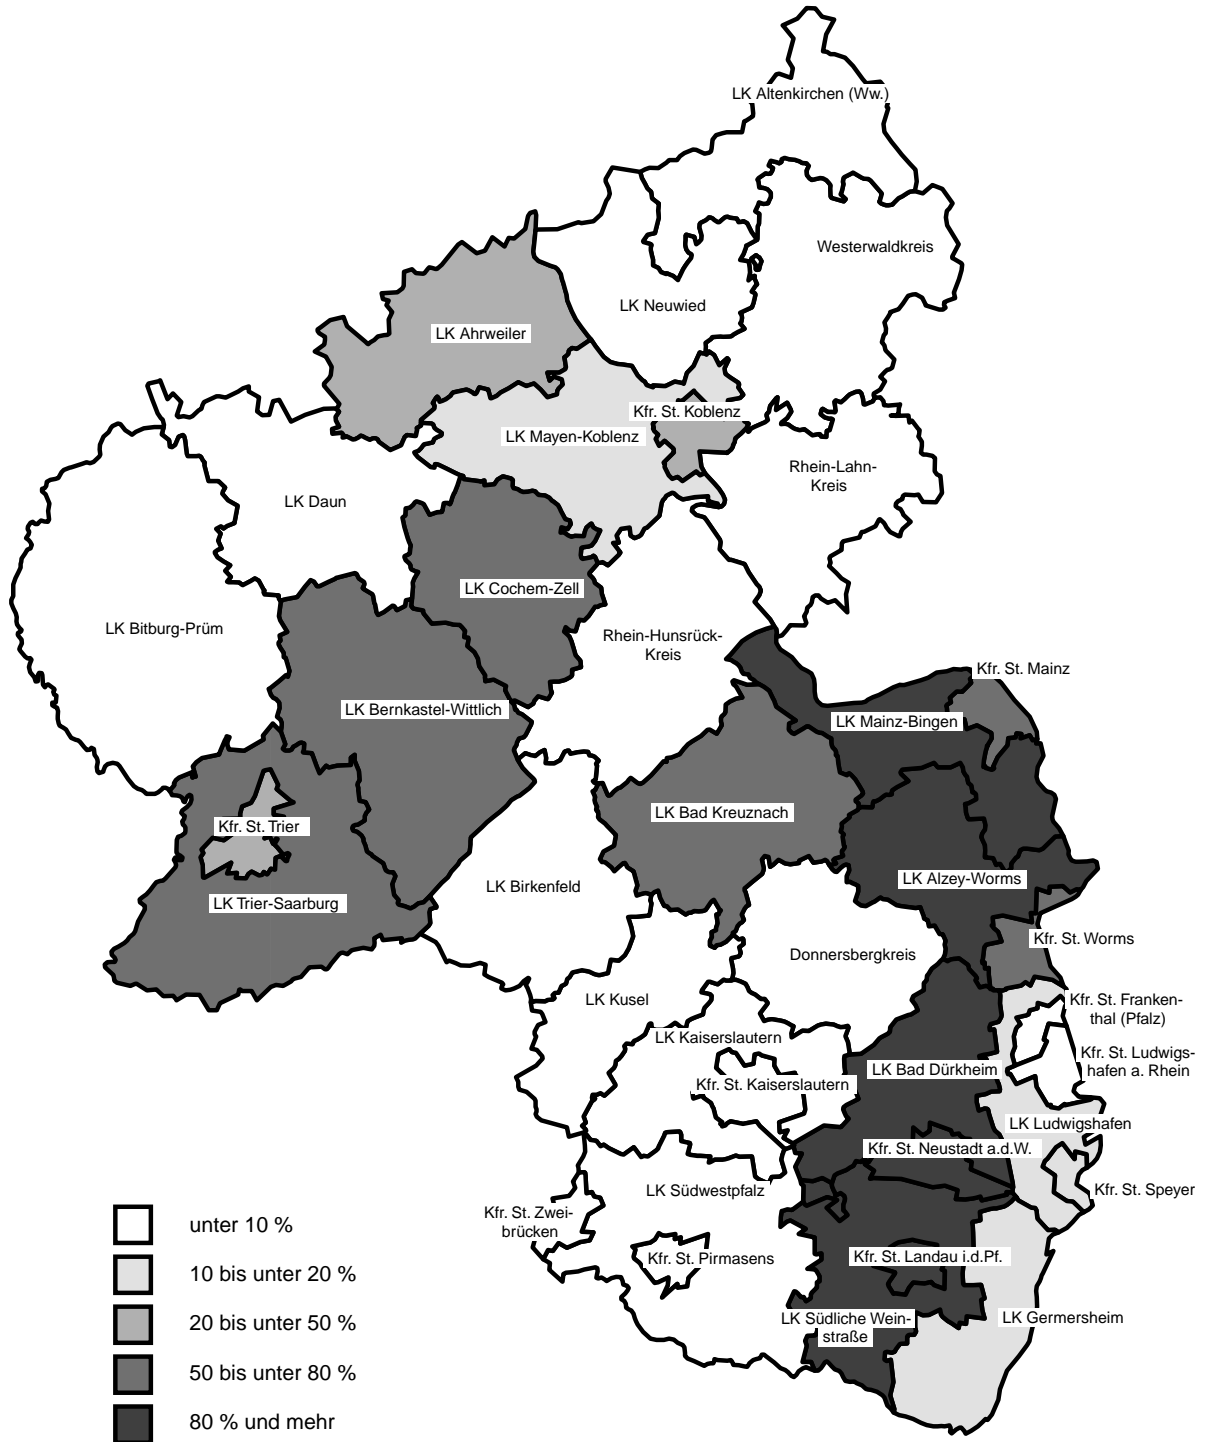 LK Altenkirchen (Ww.)
Westerwaldkreis
LK Neuwied
LK Ahrweiler
Kfr. St. Koblenz
LK Mayen-Koblenz
Rhein-Lahn-
Kreis
LK Daun
LK Cochem-Zell
LK Bitburg-Prüm
Rhein-Hunsrück-
Kreis
Kfr. St. Mainz
LK Bernkastel-Wittlich
LK Mainz-Bingen
LK Bad Kreuznach
Kfr. St. Trier
LK Birkenfeld
LK Alzey-Worms
LK Trier-Saarburg
Kfr. St. Worms
Donnersbergkreis
LK Kusel
Kfr. St. Franken-
thal (Pfalz)
LK Kaiserslautern
Kfr. St. Ludwigs-
hafen a. Rhein
LK Bad Dürkheim
Kfr. St. Kaiserslautern
LK Ludwigshafen
Kfr. St. Neustadt a.d.W.
LK Südwestpfalz
Kfr. St. Speyer
Kfr. St. Zwei-
brücken
Kfr. St. Pirmasens
Kfr. St. Landau i.d.Pf.
LK Südliche Wein-
straße
LK Germersheim
unter 10 %
10 bis unter 20 %
20 bis unter 50 %
50 bis unter 80 %
80 % und mehr